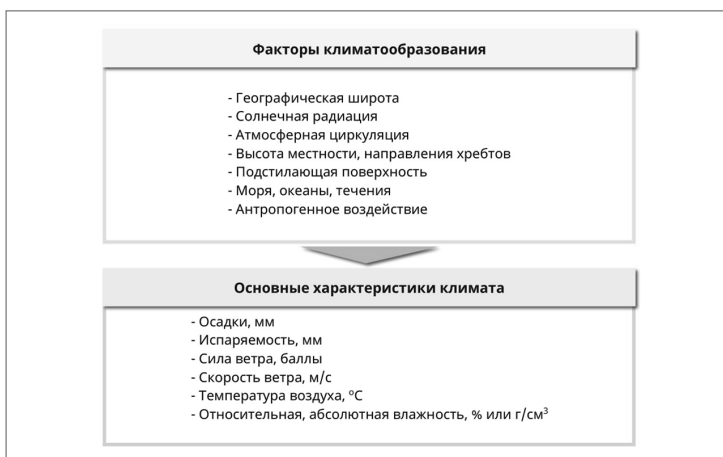 Факторы климатообразования
- Географическая широта
- Солнечная радиация
- Атмосферная циркуляция
- Высота местности, направления хребтов
- Подстилающая поверхность
- Моря, океаны, течения
- Антропогенное воздействие
Основные характеристики климата
- Осадки, мм
- Испаряемость, мм
- Сила ветра, баллы
- Скорость ветра, м/с
- Температура воздуха, ⁰С
- Относительная, абсолютная влажность, % или г/см³